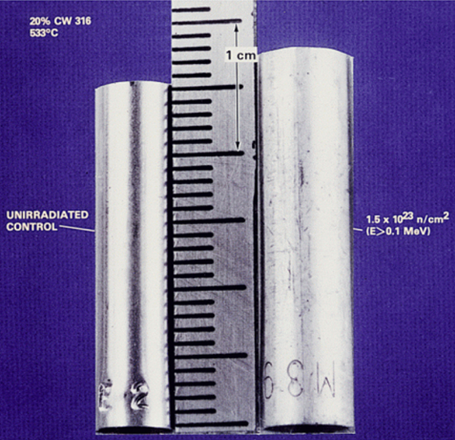 20% CW 316
533°C
1 cm
UNIRRADIATED
CONTROL
1.5 x 10²³ n/cm²
(E>0.1 MeV)